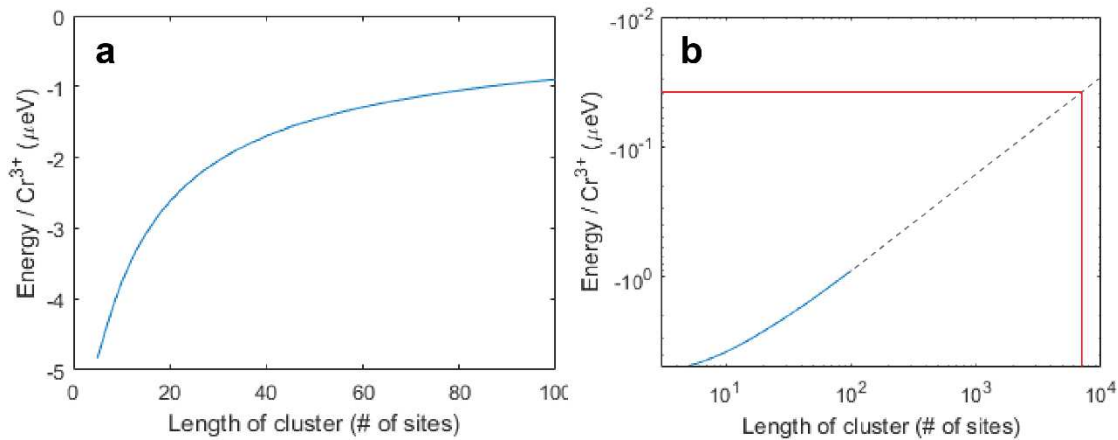 a
0
-1
-2
-3
-4
-5
Energy / Cr³⁺ (μeV)
0 20 40 60 80 100
Length of cluster (# of sites)
b
-10⁻²
-10⁻¹
-10⁰
Energy / Cr³⁺ (μeV)
10¹ 10² 10³ 10⁴
Length of cluster (# of sites)